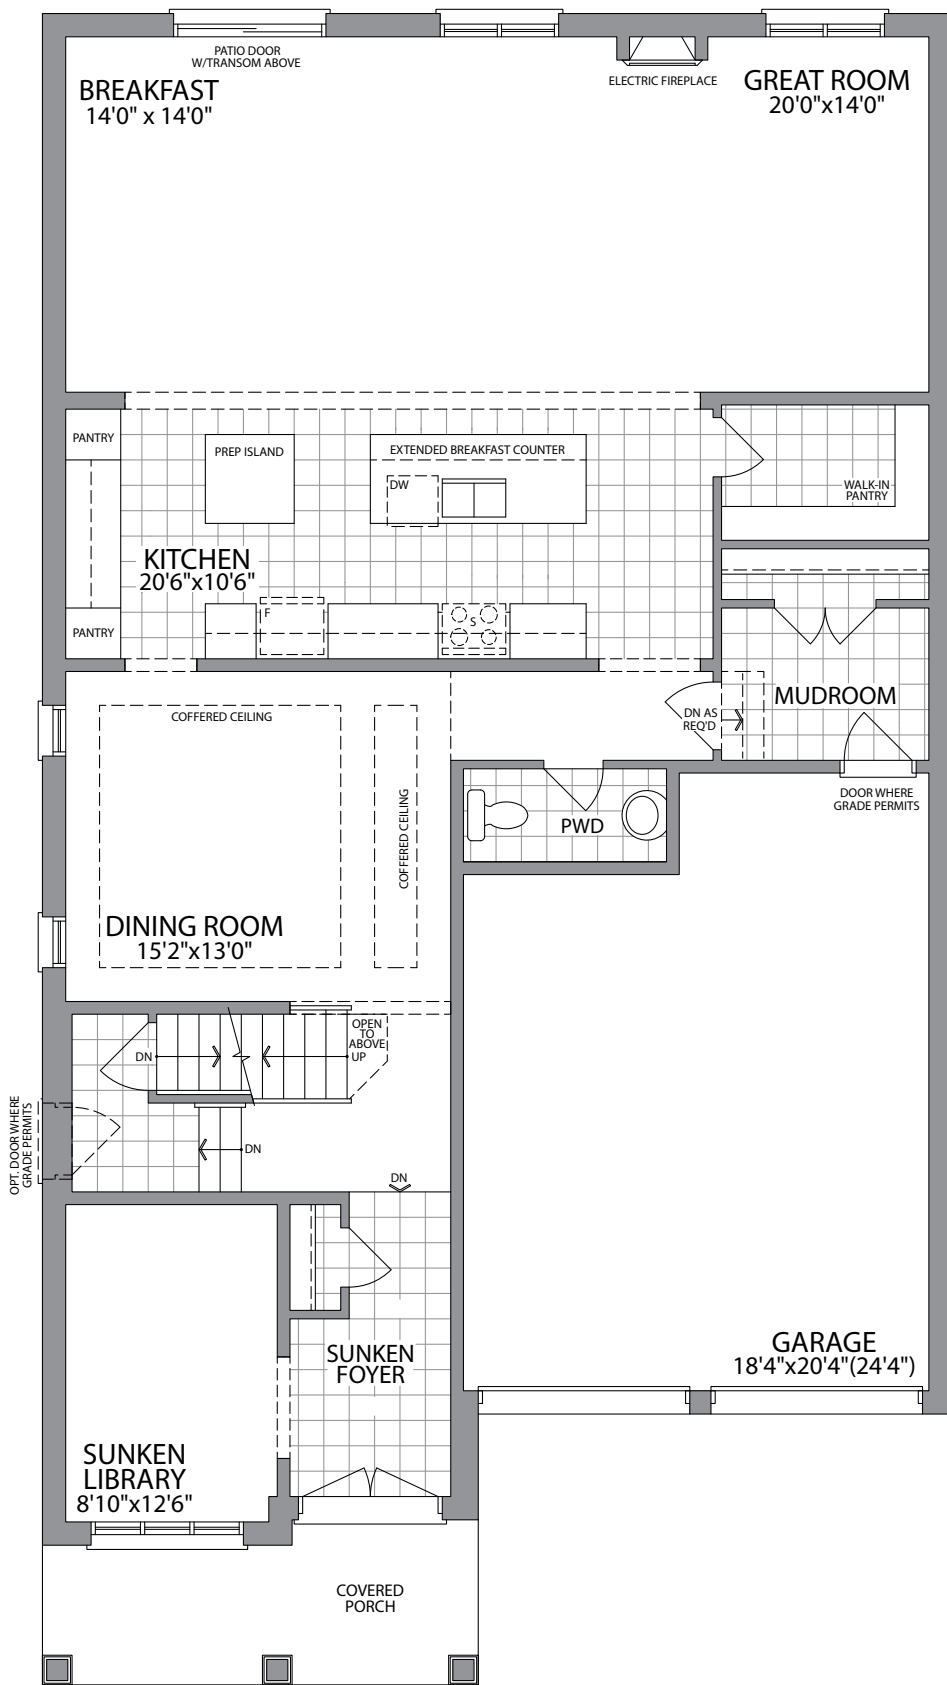 PATIO DOOR
W/TRANSOM ABOVE
BREAKFAST
14'0" x 14'0"
ELECTRIC FIREPLACE
GREAT ROOM
20'0"x14'0"
PANTRY
PREP ISLAND
EXTENDED BREAKFAST COUNTER
DW
WALK-IN
PANTRY
KITCHEN
20'6"x10'6"
PANTRY
F
S
MUDROOM
DN AS
REQ'D
COFFERED CEILING
COFFERED CEILING
DOOR WHERE
GRADE PERMITS
PWD
DINING ROOM
15'2"x13'0"
OPEN
TO
ABOVE
UP
DN
OPT. DOOR WHERE
GRADE PERMITS
DN
DN
SUNKEN
FOYER
GARAGE
18'4"x20'4"(24'4")
SUNKEN
LIBRARY
8'10"x12'6"
COVERED
PORCH